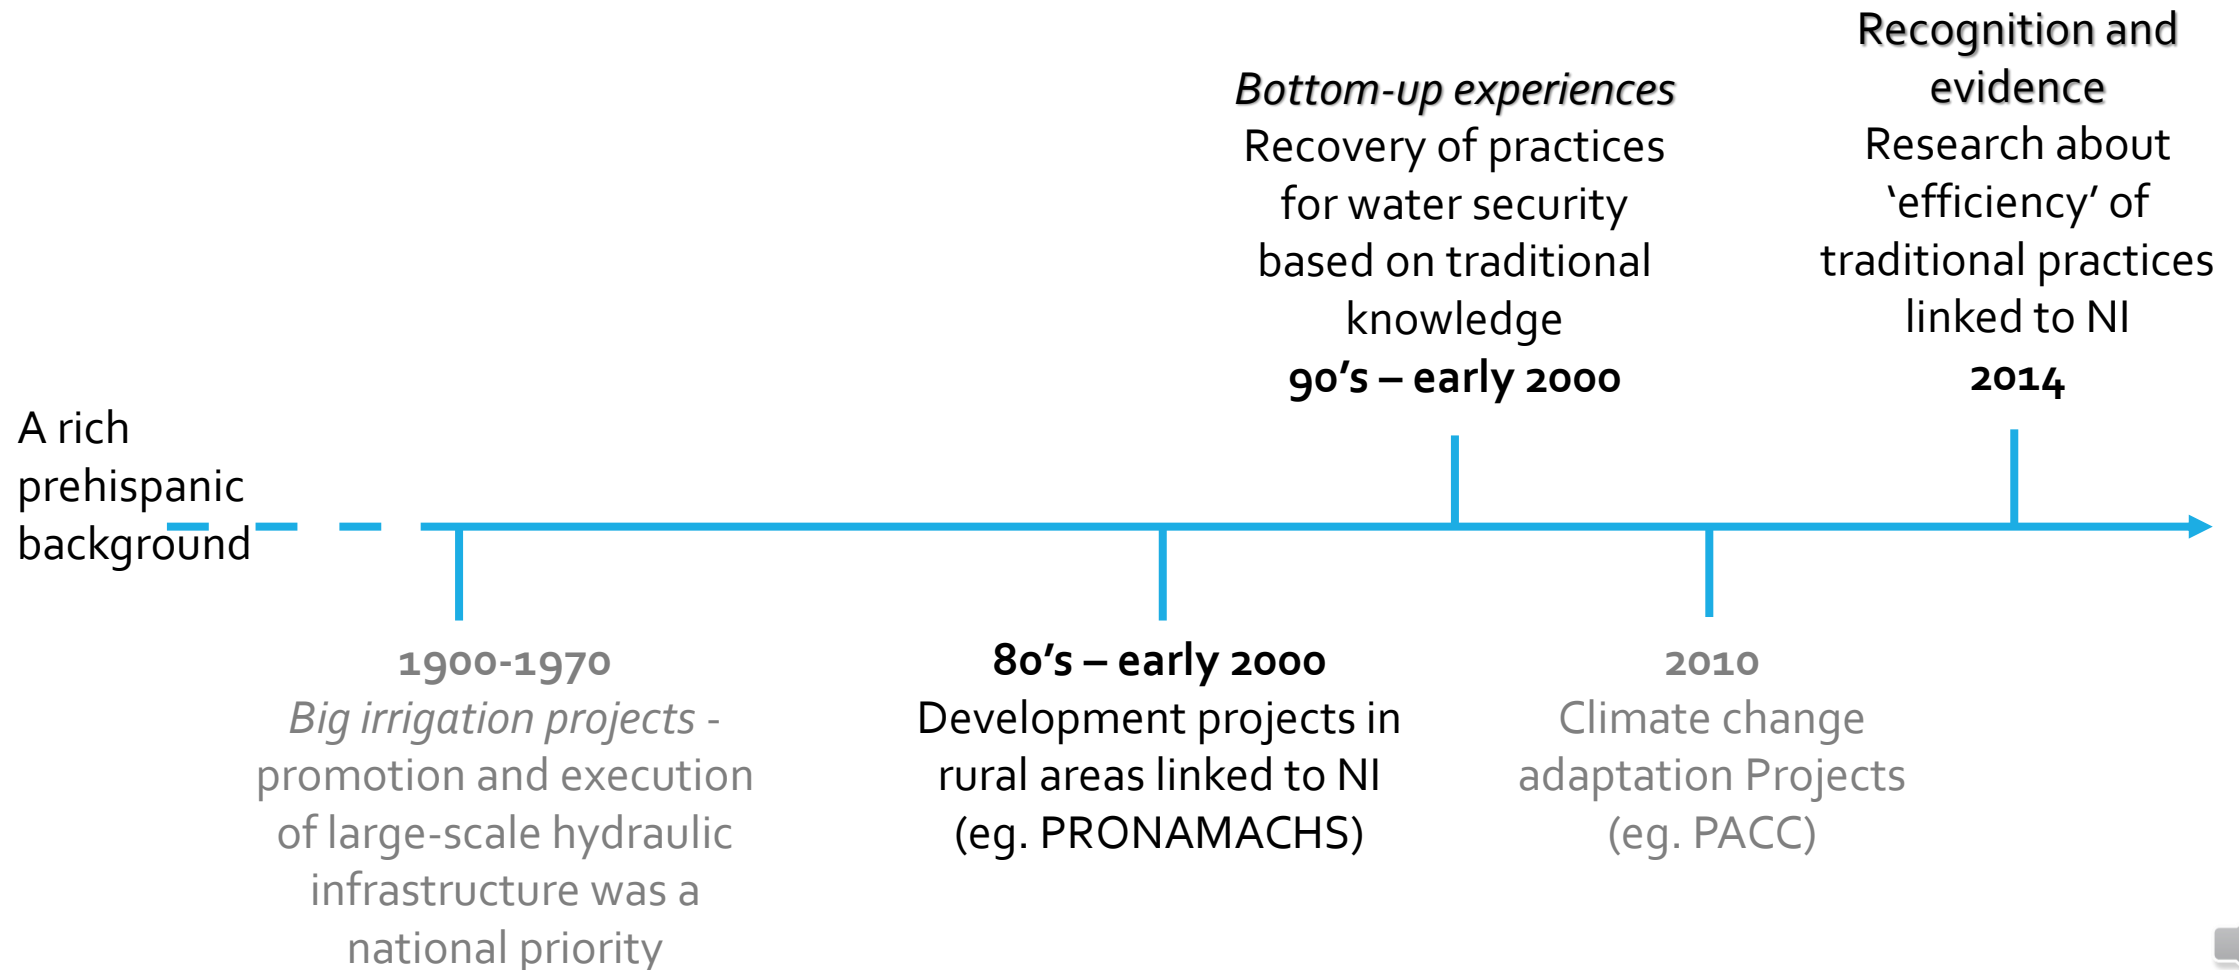 A rich
prehispanic
background
1900-1970
Big irrigation projects -
promotion and execution
of large-scale hydraulic
infrastructure was a
national priority
80’s – early 2000
Development projects in
rural areas linked to NI
(eg. PRONAMACHS)
Bottom-up experiences
Recovery of practices
for water security
based on traditional
knowledge
90’s – early 2000
2010
Climate change
adaptation Projects
(eg. PACC)
Recognition and
evidence
Research about
‘efficiency’ of
traditional practices
linked to NI
2014